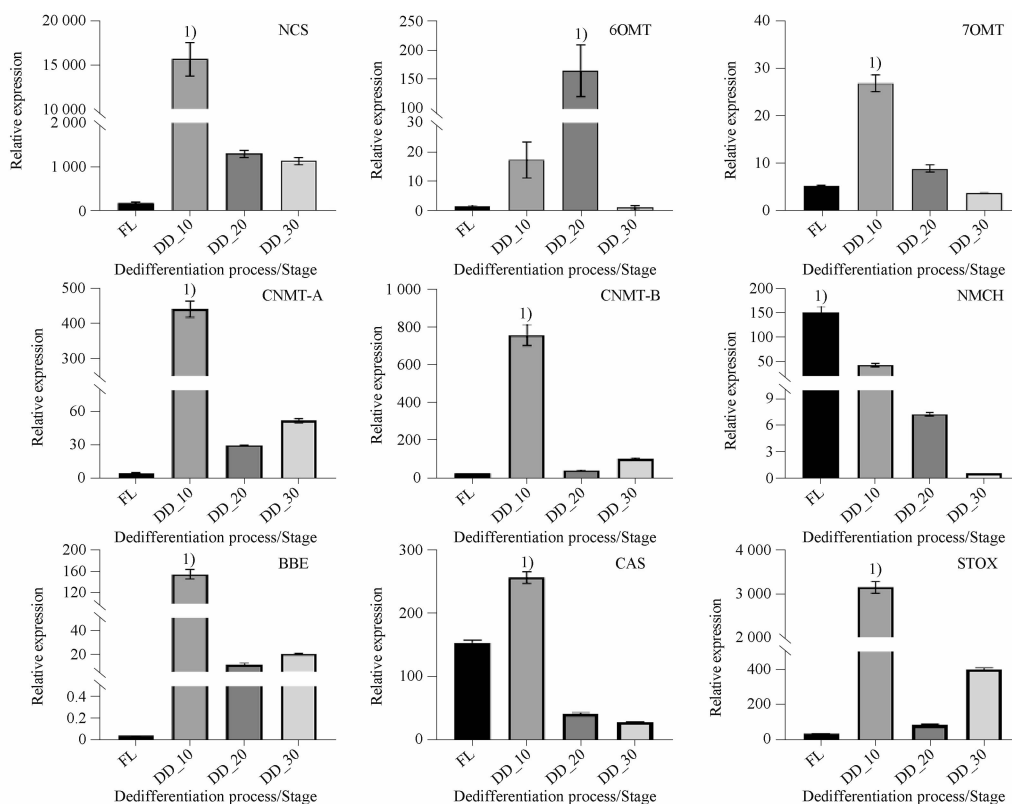 NCS
Relative expression
20 000
15 000
10 000
2 000
1 000
0
1)
FL
DD_10
DD_20
DD_30
Dedifferentiation process/Stage
6OMT
Relative expression
250
200
150
100
50
30
20
10
0
1)
FL
DD_10
DD_20
DD_30
Dedifferentiation process/Stage
7OMT
Relative expression
40
30
20
10
0
1)
FL
DD_10
DD_20
DD_30
Dedifferentiation process/Stage
CNMT-A
Relative expression
500
400
300
60
30
0
1)
FL
DD_10
DD_20
DD_30
Dedifferentiation process/Stage
CNMT-B
Relative expression
1 000
800
600
400
200
0
1)
FL
DD_10
DD_20
DD_30
Dedifferentiation process/Stage
NMCH
Relative expression
200
150
100
50
9
6
3
0
1)
FL
DD_10
DD_20
DD_30
Dedifferentiation process/Stage
BBE
Relative expression
200
160
120
40
20
0.4
0.2
0
1)
FL
DD_10
DD_20
DD_30
Dedifferentiation process/Stage
CAS
Relative expression
300
200
100
0
1)
FL
DD_10
DD_20
DD_30
Dedifferentiation process/Stage
STOX
Relative expression
4 000
3 000
2 000
400
200
0
1)
FL
DD_10
DD_20
DD_30
Dedifferentiation process/Stage